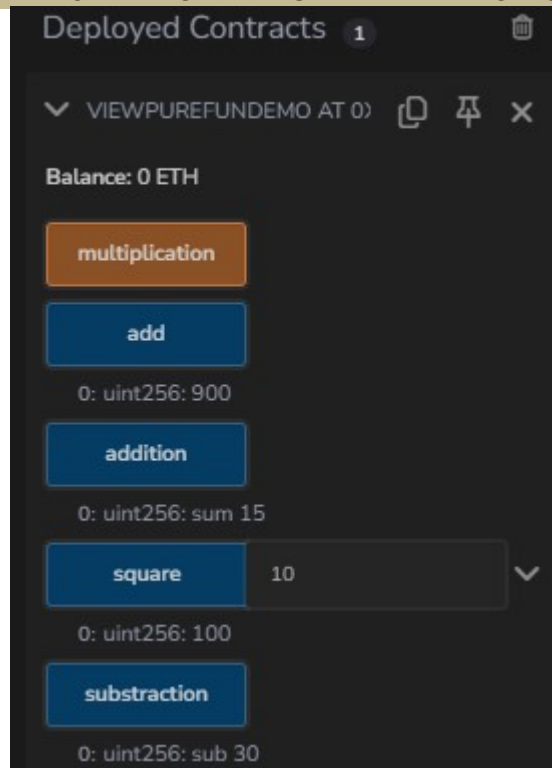 Deployed Contracts 1
VIEWPUREFUNDEMO AT 0X
Balance: 0 ETH
multiplication
add
0: uint256: 900
addition
0: uint256: sum 15
square 10
0: uint256: 100
substraction
0: uint256: sub 30